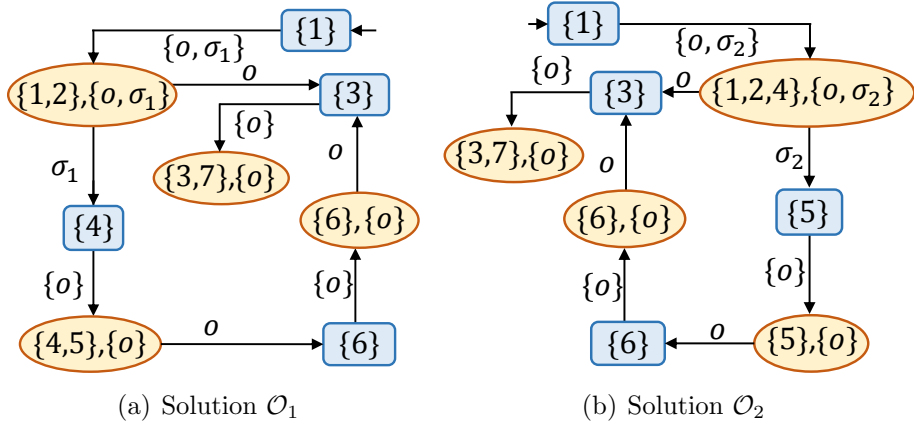 {1}
{o, σ₁}
{1,2},{o, σ₁}
o
{3}
{o}
{3,7},{o}
σ₁
o
{4}
{6},{o}
{o}
{o}
{4,5},{o}
o
{6}
(a) Solution 𝒪₁
{1}
{o, σ₂}
{o}
{3}
o
{1,2,4},{o, σ₂}
{3,7},{o}
o
σ₂
{6},{o}
{5}
{o}
{o}
{6}
o
{5},{o}
(b) Solution 𝒪₂